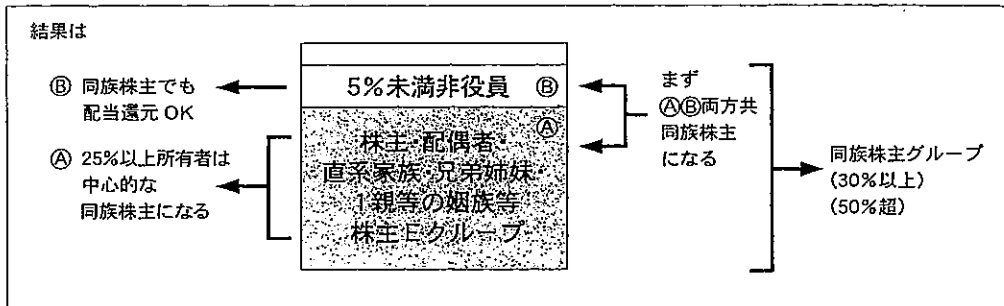 結果は
Ⓑ 同族株主でも
配当還元 OK
Ⓐ 25%以上所有者は
中心的な
同族株主になる
5%未満非役員 Ⓑ
Ⓐ
株主・配偶者・
直系家族・兄弟姉妹・
1親等の姻族等
株主Eグループ
まず
ⒶⒷ両方共
同族株主
になる
同族株主グループ
(30%以上)
(50%超)